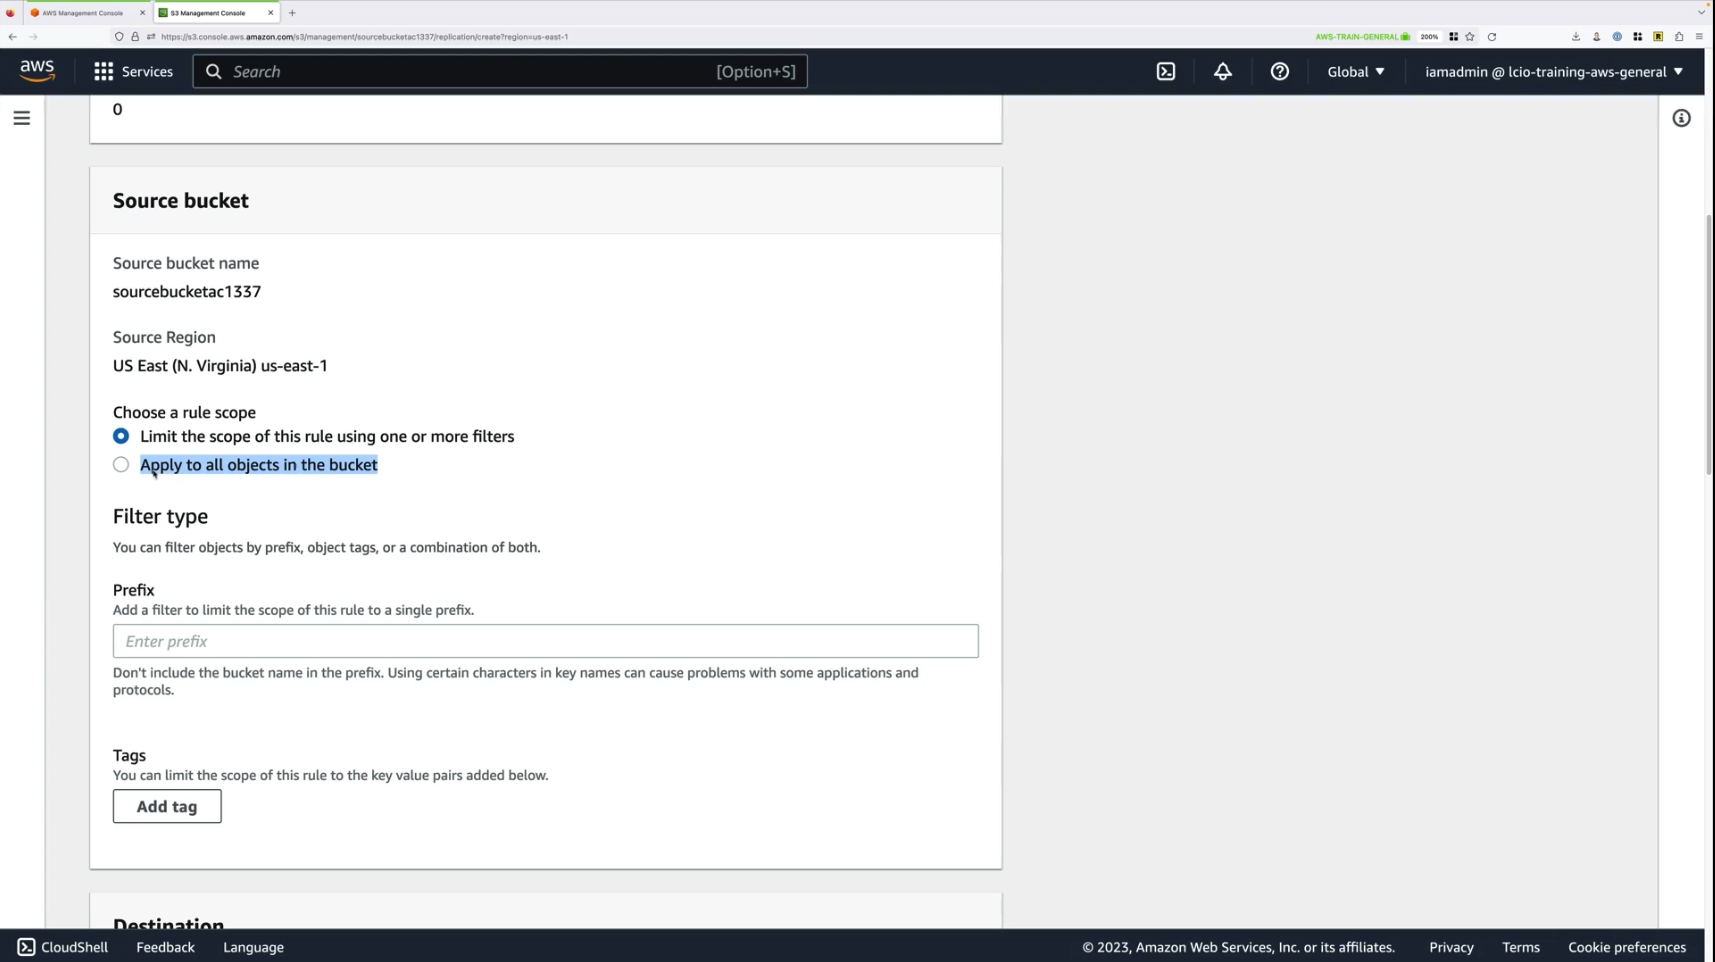 AWS Management Console
S3 Management Console
https://s3.console.aws.amazon.com/s3/management/sourcebucketac1337/replication/create?region=us-east-1
AWS-TRAIN-GENERAL
200%
aws
Services
Search
[Option+S]
Global
iamadmin @ lcio-training-aws-general
0
Source bucket
Source bucket name
sourcebucketac1337
Source Region
US East (N. Virginia) us-east-1
Choose a rule scope
Limit the scope of this rule using one or more filters
Apply to all objects in the bucket
Filter type
You can filter objects by prefix, object tags, or a combination of both.
Prefix
Add a filter to limit the scope of this rule to a single prefix.
Enter prefix
Don't include the bucket name in the prefix. Using certain characters in key names can cause problems with some applications and
protocols.
Tags
You can limit the scope of this rule to the key value pairs added below.
Add tag
Destination
CloudShell
Feedback
Language
© 2023, Amazon Web Services, Inc. or its affiliates.
Privacy
Terms
Cookie preferences